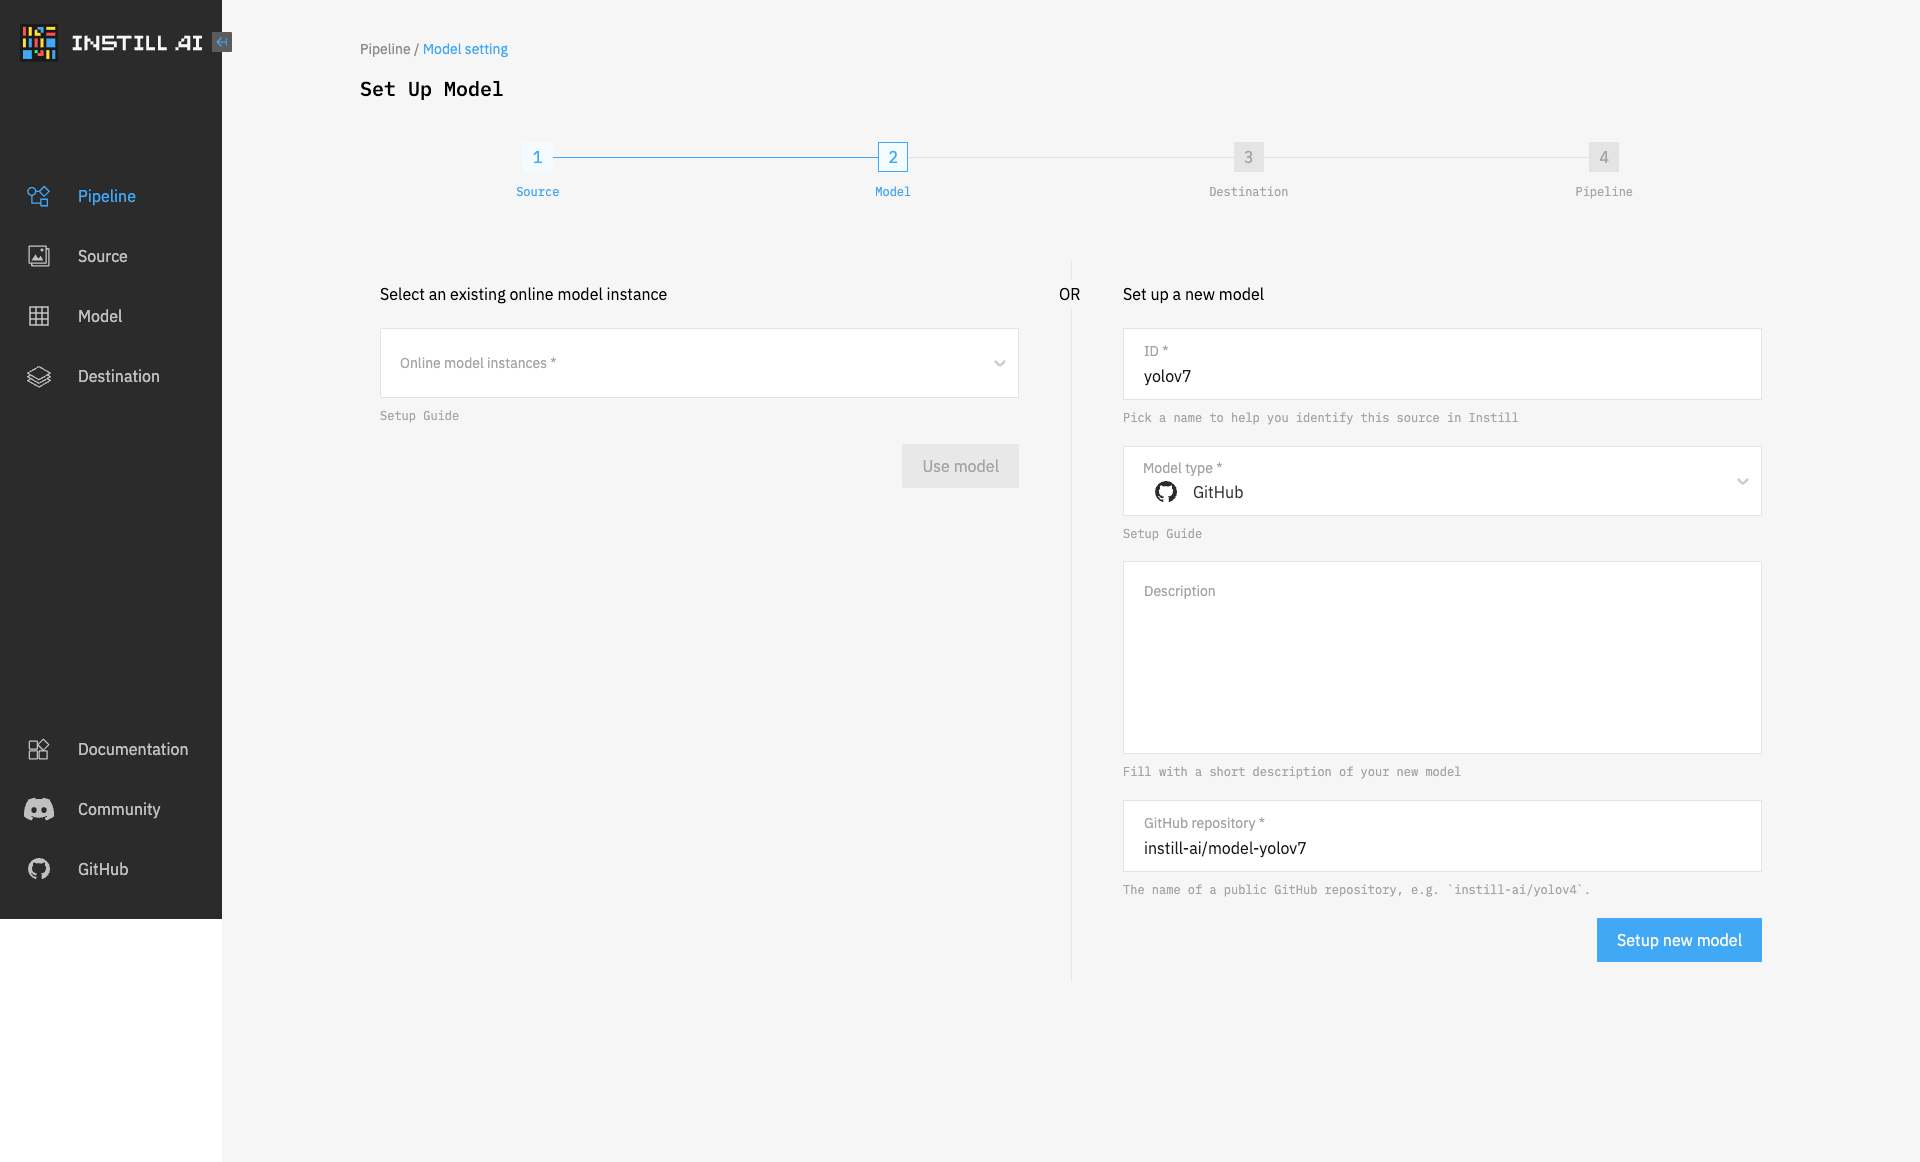 INSTILL AI
Pipeline
Source
Model
Destination
Documentation
Community
GitHub
Pipeline / Model setting
Set Up Model
1
2
3
4
Source
Model
Destination
Pipeline
Select an existing online model instance
Online model instances *
Setup Guide
Use model
OR
Set up a new model
ID *
yolov7
Pick a name to help you identify this source in Instill
Model type *
GitHub
Setup Guide
Description
Fill with a short description of your new model
GitHub repository *
instill-ai/model-yolov7
The name of a public GitHub repository, e.g. `instill-ai/yolov4`.
Setup new model